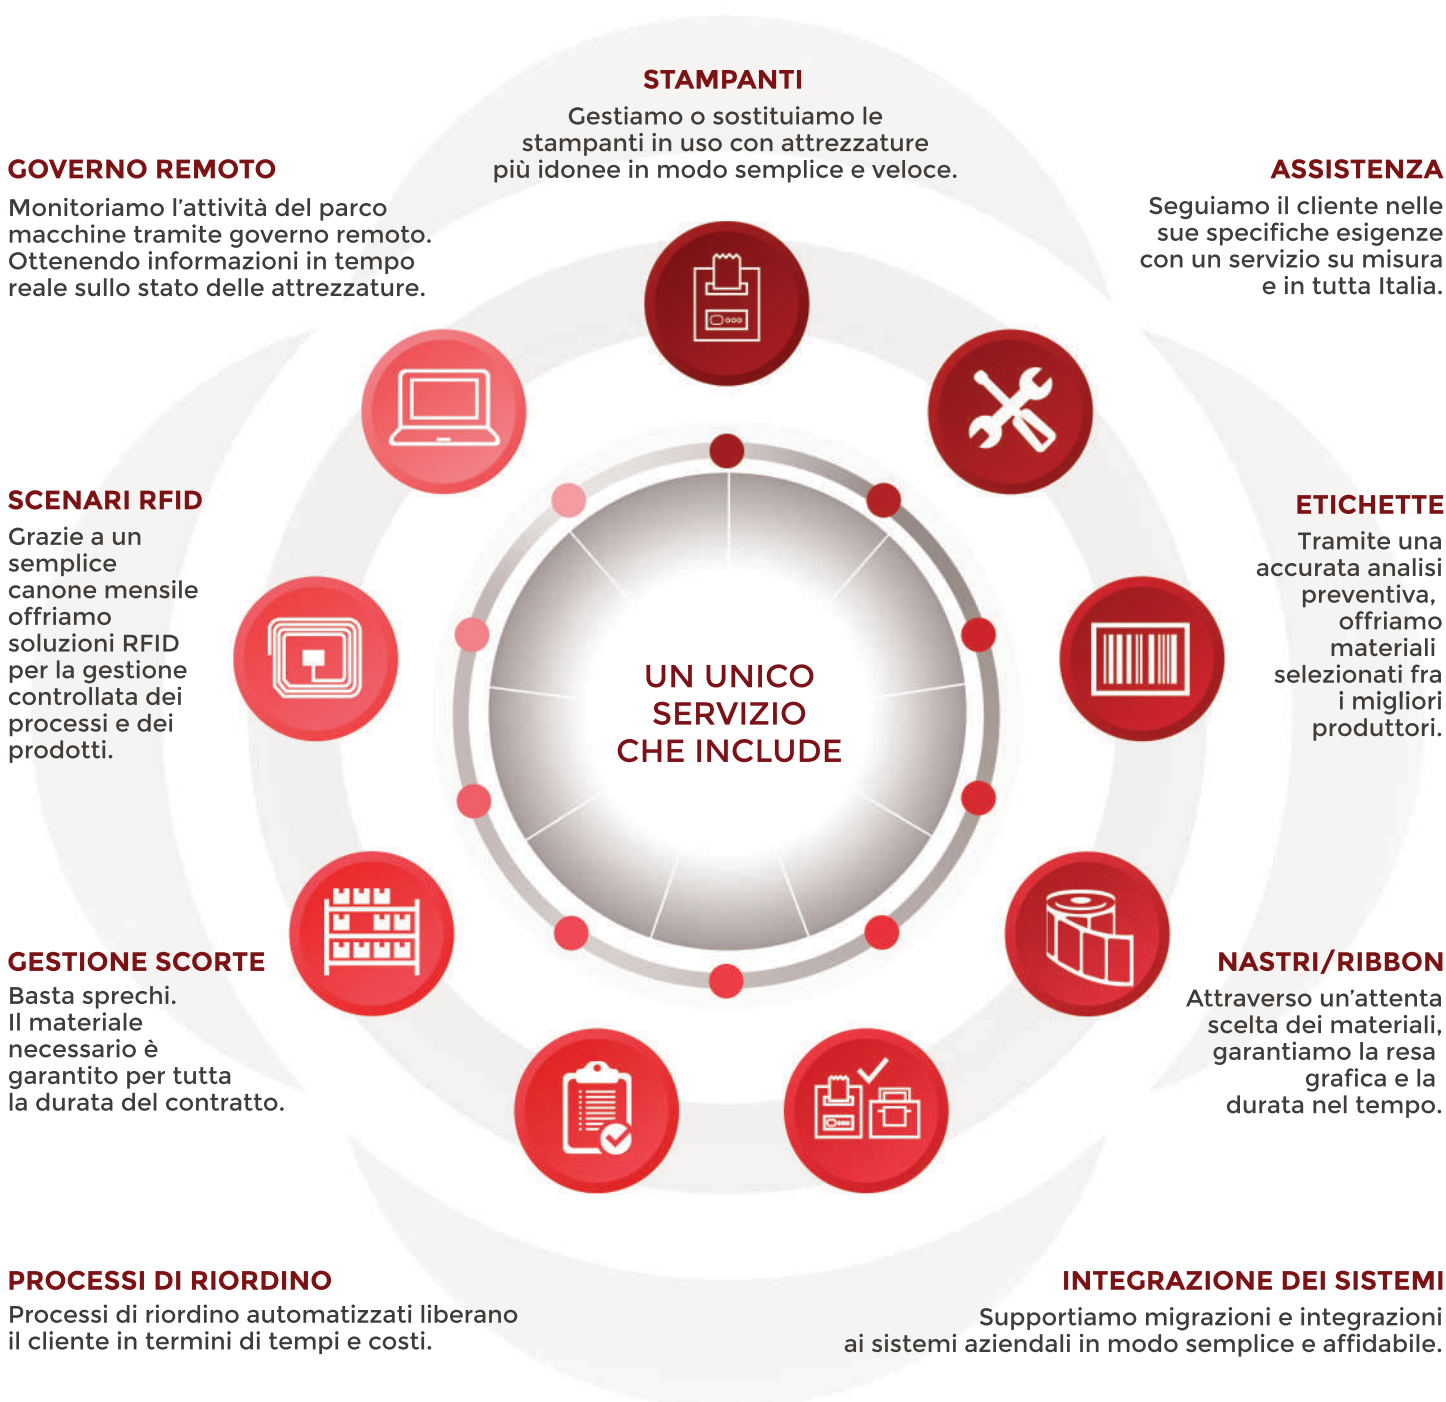 STAMPANTI
Gestiamo o sostituiamo le
stampanti in uso con attrezzature
più idonee in modo semplice e veloce.
GOVERNO REMOTO
Monitoriamo l'attività del parco
macchine tramite governo remoto.
Ottenendo informazioni in tempo
reale sullo stato delle attrezzature.
ASSISTENZA
Seguiamo il cliente nelle
sue specifiche esigenze
con un servizio su misura
e in tutta Italia.
SCENARI RFID
Grazie a un
semplice
canone mensile
offriamo
soluzioni RFID
per la gestione
controllata dei
processi e dei
prodotti.
ETICHETTE
Tramite una
accurata analisi
preventiva,
offriamo
materiali
selezionati fra
i migliori
produttori.
UN UNICO
SERVIZIO
CHE INCLUDE
GESTIONE SCORTE
Basta sprechi.
Il materiale
necessario è
garantito per tutta
la durata del contratto.
NASTRI/RIBBON
Attraverso un'attenta
scelta dei materiali,
garantiamo la resa
grafica e la
durata nel tempo.
PROCESSI DI RIORDINO
Processi di riordino automatizzati liberano
il cliente in termini di tempi e costi.
INTEGRAZIONE DEI SISTEMI
Supportiamo migrazioni e integrazioni
ai sistemi aziendali in modo semplice e affidabile.